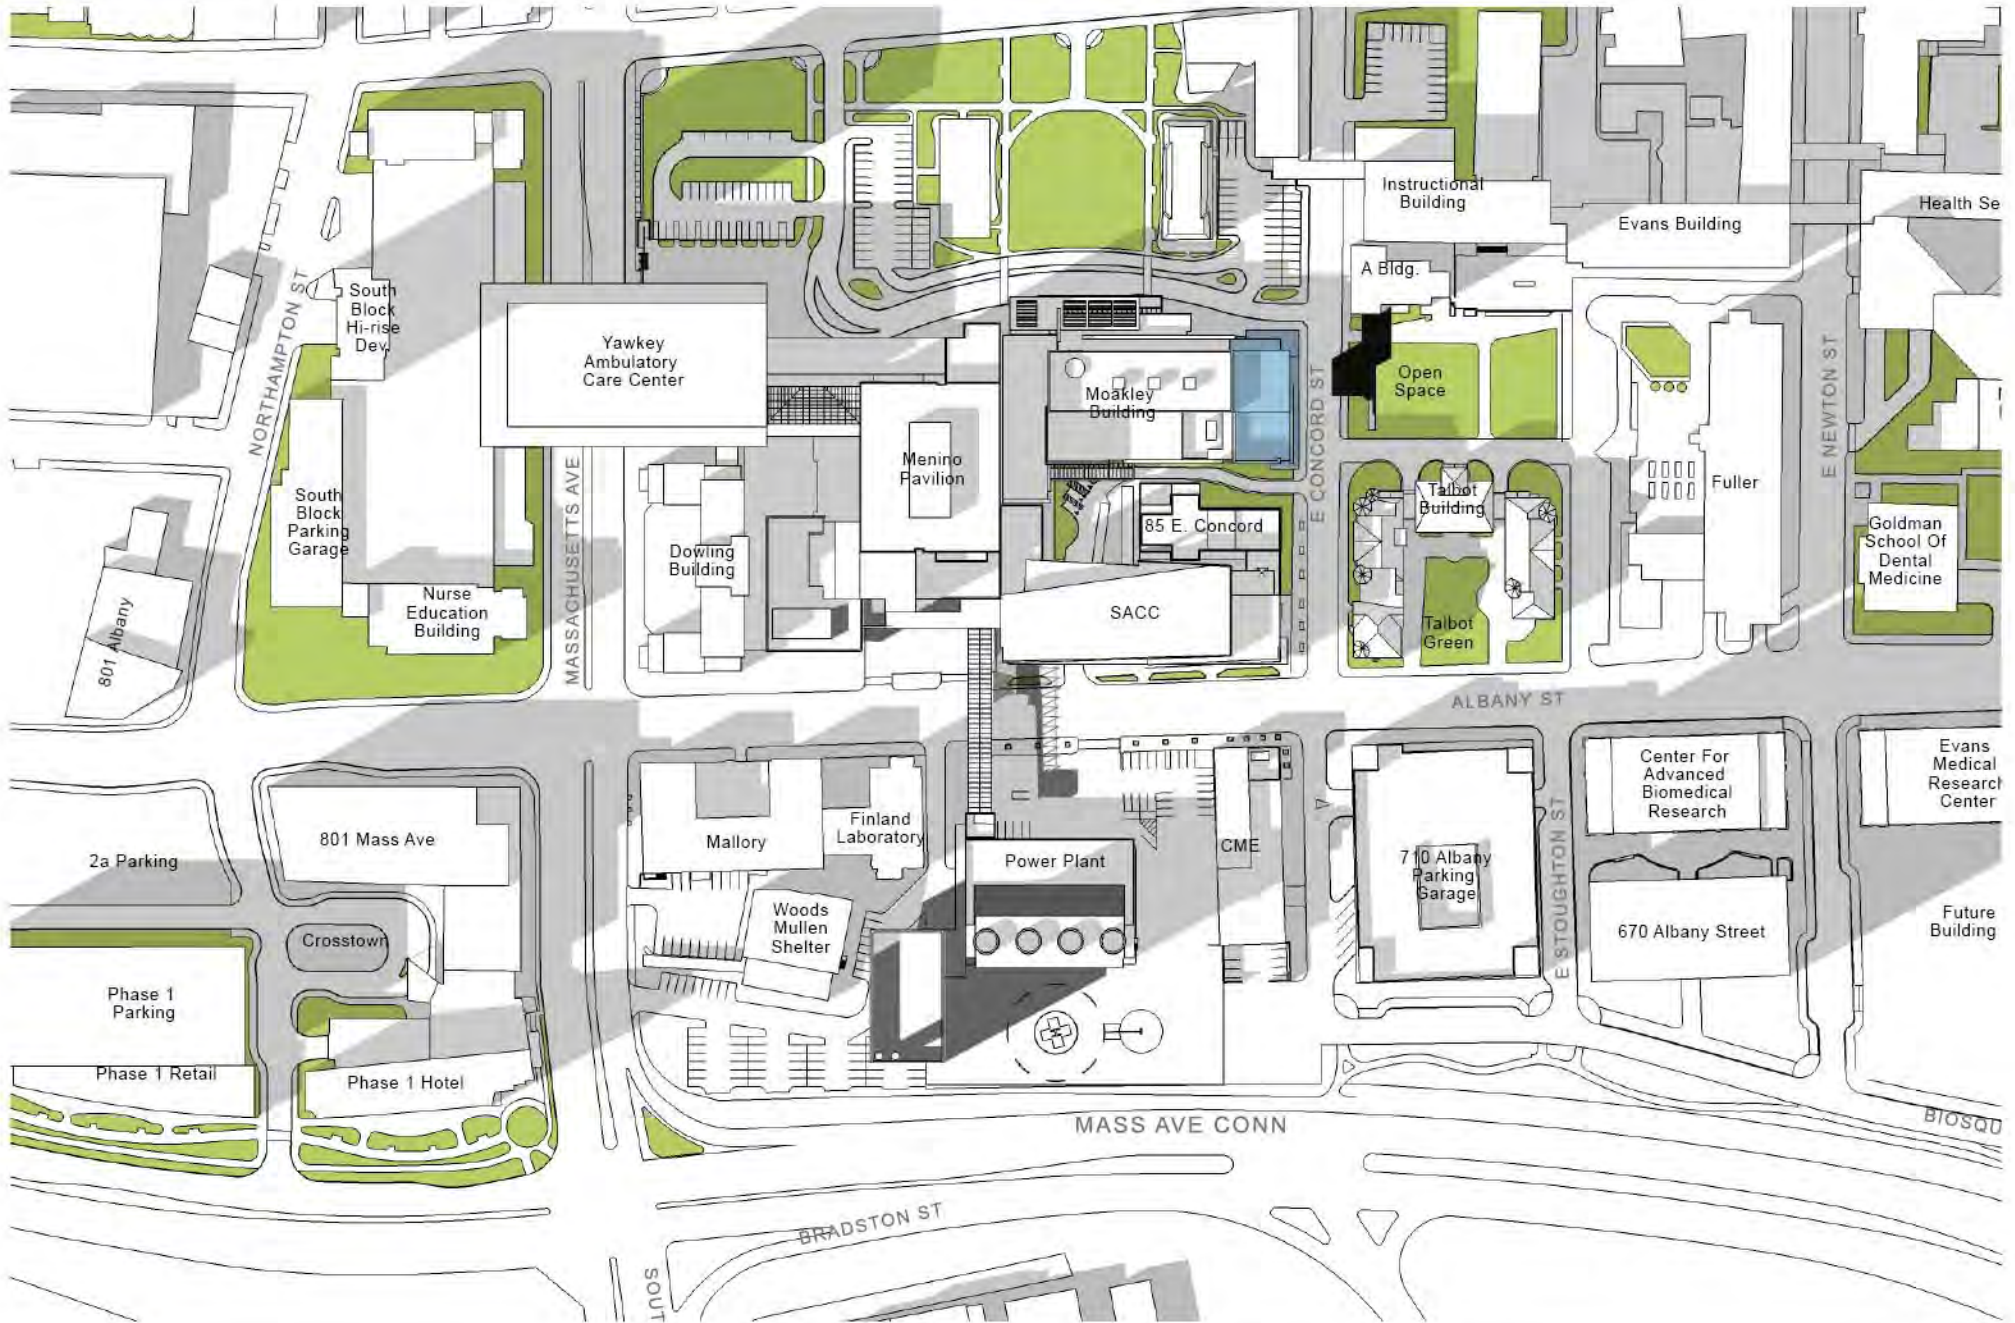 Instructional
Building
Health Se
Evans Building
A Bldg.
NORTHAMPTON ST
South
Block
Hi-rise
Dev.
Yawkey
Ambulatory
Care Center
Moakley
Building
E CONCORD ST
Open
Space
E NEWTON ST
Menino
Pavilion
South
Block
Parking
Garage
MASSACHUSETTS AVE
Dowling
Building
85 E. Concord
Talbot
Building
Fuller
Goldman
School Of
Dental
Medicine
801 Albany
Nurse
Education
Building
SACC
Talbot
Green
ALBANY ST
2a Parking
801 Mass Ave
Mallory
Finland
Laboratory
Power Plant
CME
710 Albany
Parking
Garage
E STOUGHTON ST
Center For
Advanced
Biomedical
Research
Evans
Medical
Research
Center
Crosstown
Woods
Mullen
Shelter
670 Albany Street
Future
Building
Phase 1
Parking
Phase 1 Retail
Phase 1 Hotel
MASS AVE CONN
BIOSQU
BRADSTON ST
SOUT